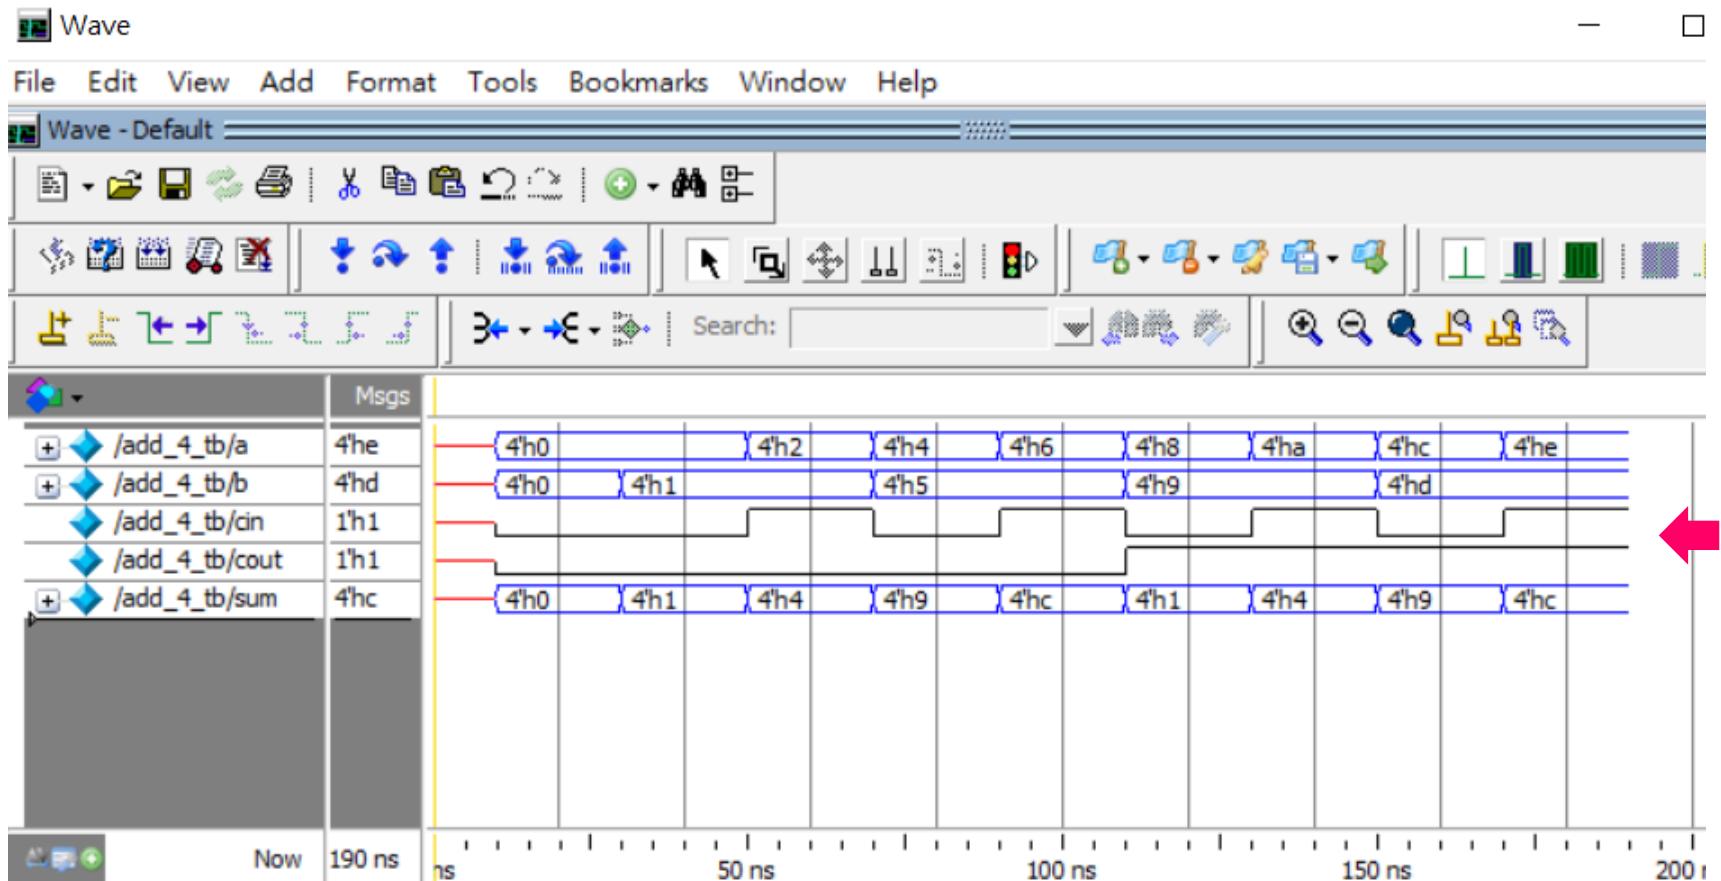 Wave
File Edit View Add Format Tools Bookmarks Window Help
Wave - Default
Search:
Msgs
/add_4_tb/a 4'he 4'h0 4'h2 4'h4 4'h6 4'h8 4'ha 4'hc 4'he
/add_4_tb/b 4'hd 4'h0 4'h1 4'h5 4'h9 4'hd
/add_4_tb/cin 1'h1
/add_4_tb/cout 1'h1
/add_4_tb/sum 4'hc 4'h0 4'h1 4'h4 4'h9 4'hc 4'h1 4'h4 4'h9 4'hc
Now 190 ns ns 50 ns 100 ns 150 ns 200